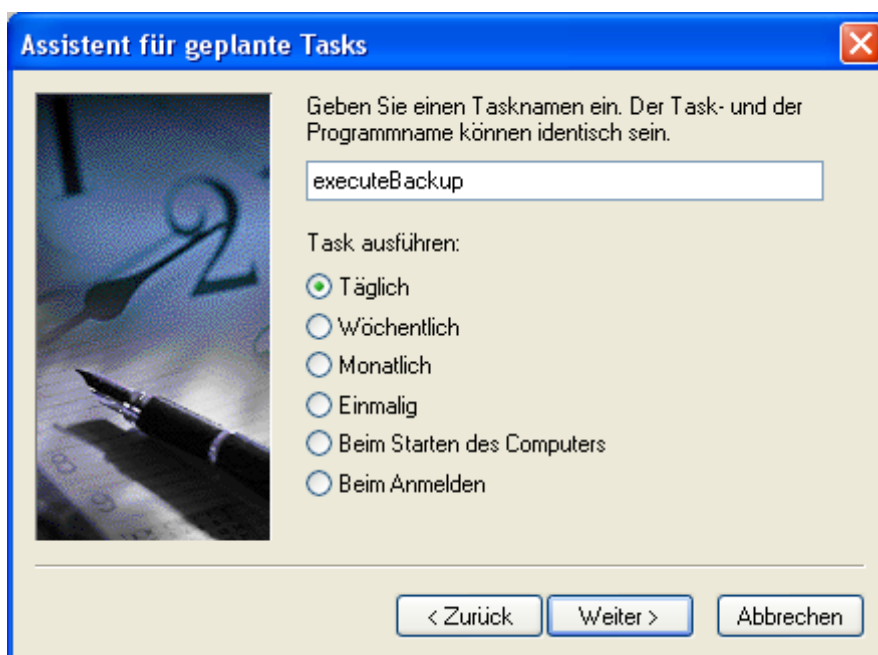 Assistent für geplante Tasks
Geben Sie einen Tasknamen ein. Der Task- und der
Programmname können identisch sein.
executeBackup
Task ausführen:
Täglich
Wöchentlich
Monatlich
Einmalig
Beim Starten des Computers
Beim Anmelden
< Zurück
Weiter >
Abbrechen